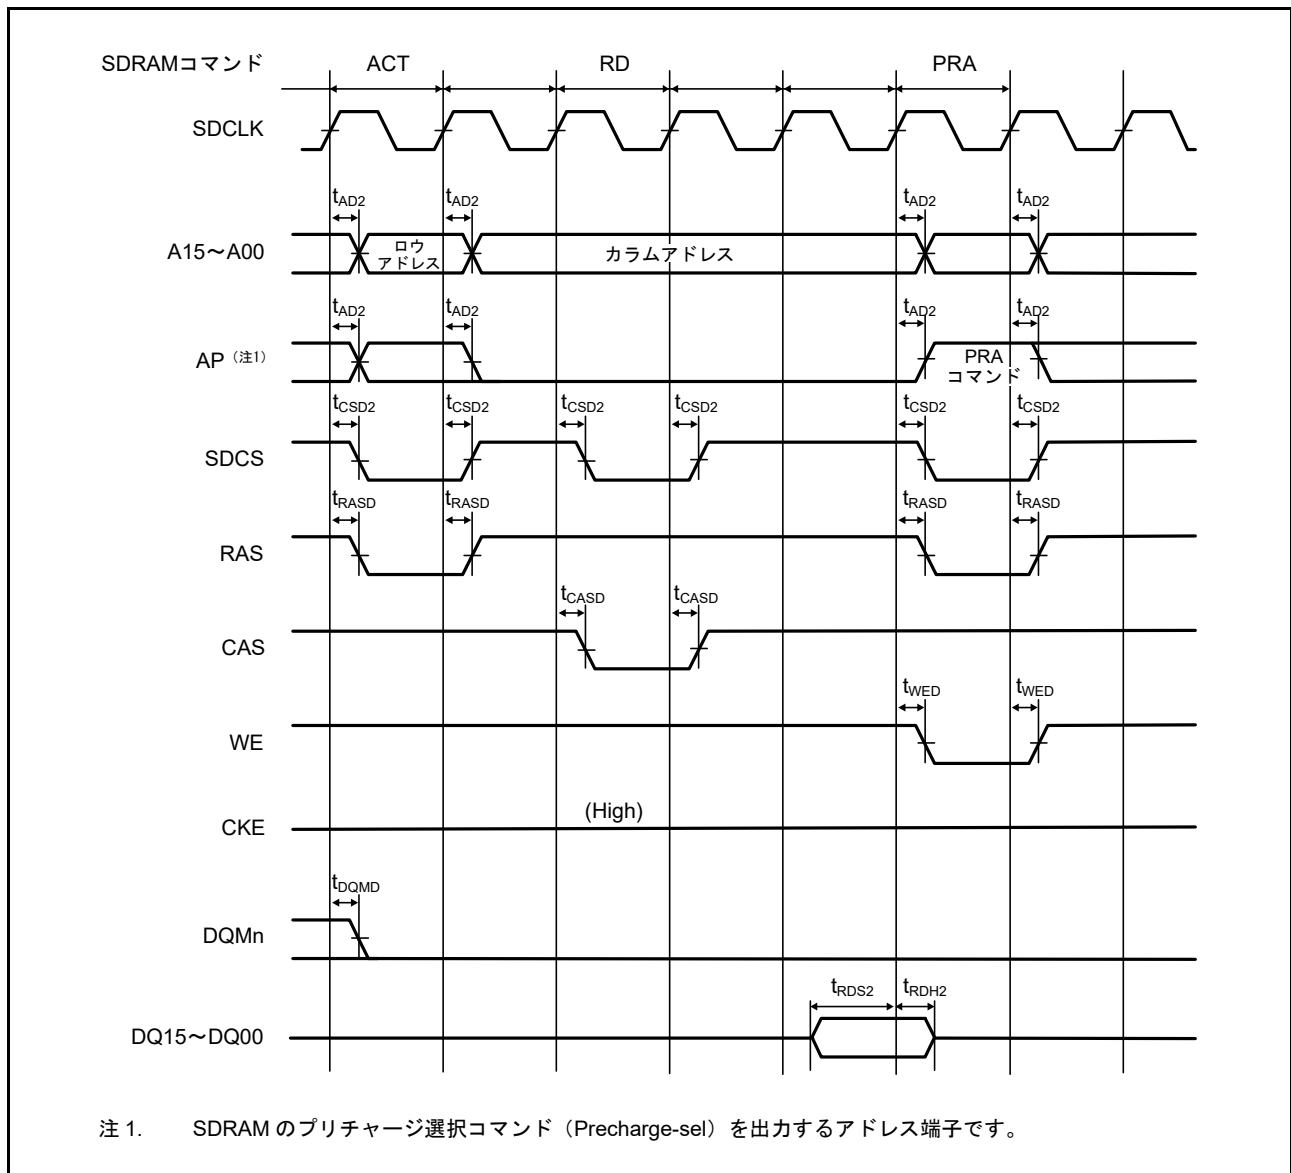 SDRAMコマンド ACT RD PRA
SDCLK
tAD2 tAD2 tAD2 tAD2
A15～A00 ロウアドレス カラムアドレス
tAD2 tAD2 tAD2 tAD2
AP（注1） PRAコマンド
tCSD2 tCSD2 tCSD2 tCSD2 tCSD2 tCSD2
SDCS
tRASD tRASD tRASD tRASD
RAS
tCASD tCASD
CAS
tWED tWED
WE
(High)
CKE
tDQMD
DQMn
tRDS2 tRDH2
DQ15～DQ00
注 1. SDRAM のプリチャージ選択コマンド（Precharge-sel）を出力するアドレス端子です。